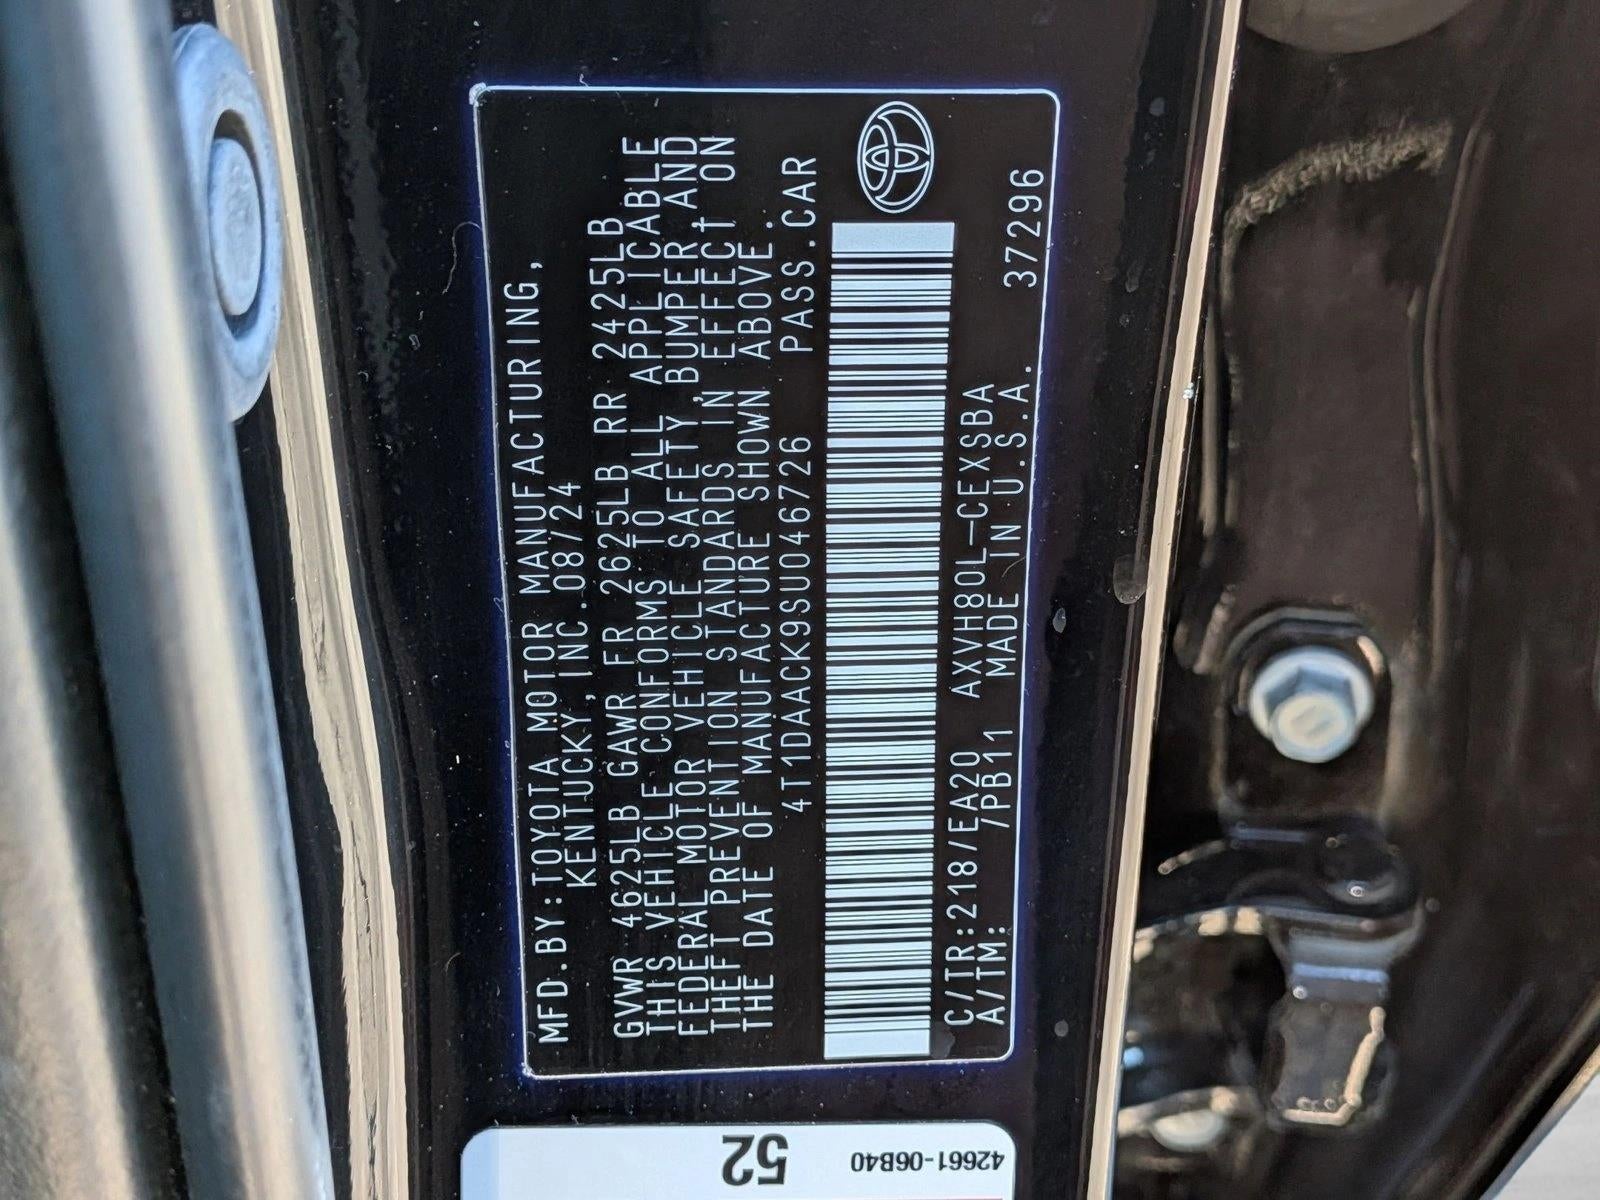 MFD.BY:TOYOTA MOTOR MANUFACTURING,
KENTUCKY, INC.08/24
GVWR 4625LB GAWR FR 2625LB RR 2425LB
THIS VEHICLE CONFORMS TO ALL APPLICABLE
FEDERAL MOTOR VEHICLE SAFETY,BUMPER,AND
THEFT PREVENTION STANDARDS IN EFFECT ON
THE DATE OF MANUFACTURE SHOWN ABOVE.
4T1DAACK9SU046726 PASS.CAR
C/TR:218/EA20 AXVH80L-CEXSBA 37296
A/TM: /PB11 MADE IN U.S.A.
52
42661-06B40